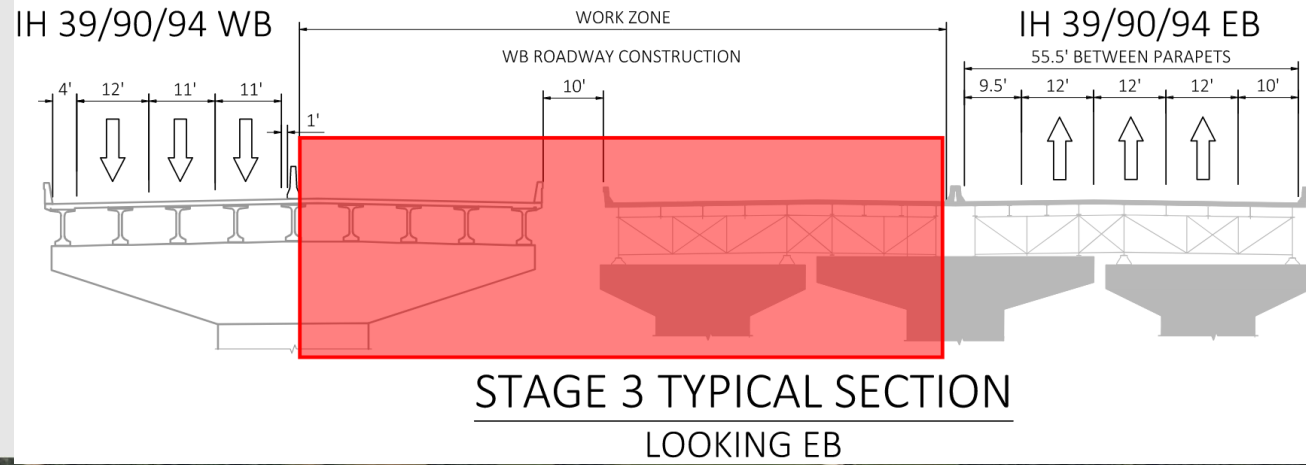 IH 39/90/94 WB
WORK ZONE
IH 39/90/94 EB
WB ROADWAY CONSTRUCTION
55.5' BETWEEN PARAPETS
4' 12' 11' 11'
10'
9.5' 12' 12' 12' 10'
1'
STAGE 3 TYPICAL SECTION
LOOKING EB